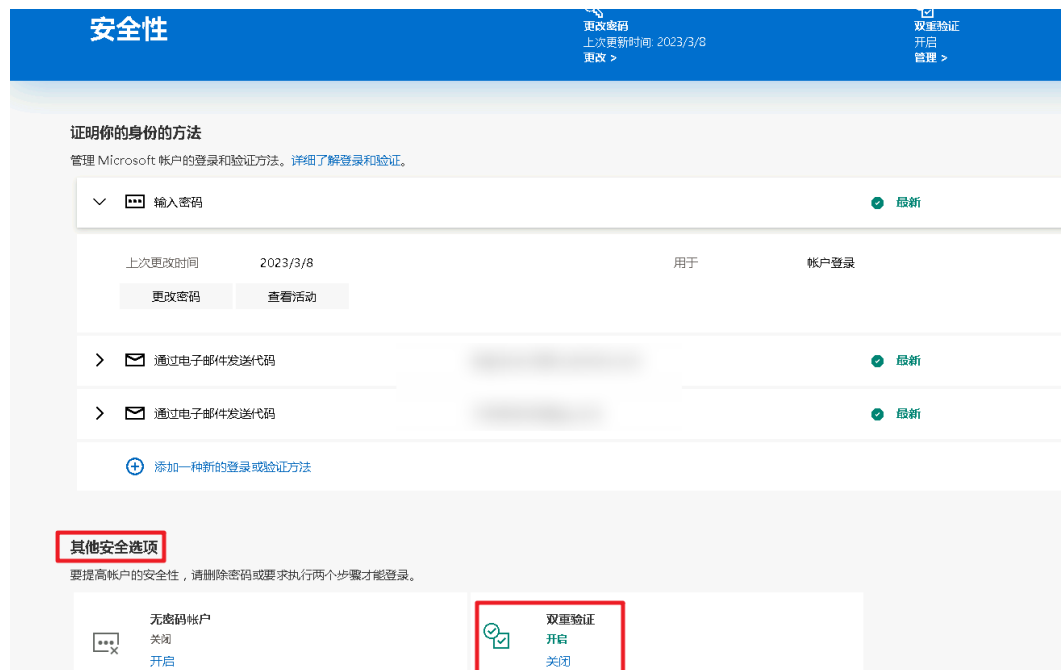 安全性
更改密码
上次更新时间: 2023/3/8
更改 >
双重验证
开启
管理 >
证明你的身份的方法
管理 Microsoft 帐户的登录和验证方法。详细了解登录和验证。
输入密码 最新
上次更改时间 2023/3/8 用于 帐户登录
更改密码 查看活动
通过电子邮件发送代码 最新
通过电子邮件发送代码 最新
添加一种新的登录或验证方法
其他安全选项
要提高帐户的安全性，请删除密码或要求执行两个步骤才能登录。
无密码帐户
关闭
开启
双重验证
开启
关闭